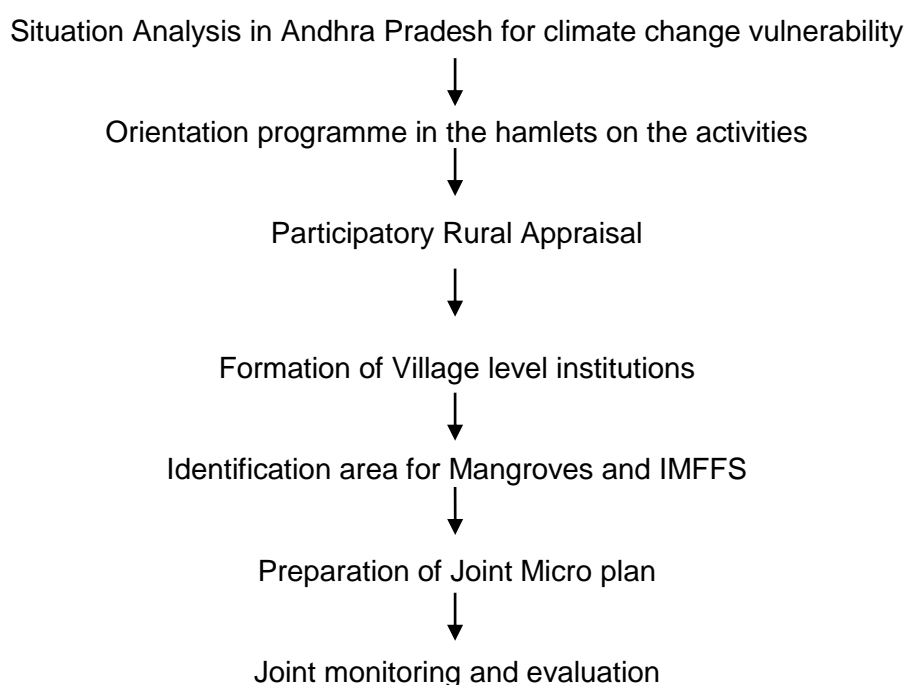 Situation Analysis in Andhra Pradesh for climate change vulnerability
Orientation programme in the hamlets on the activities
Participatory Rural Appraisal
Formation of Village level institutions
Identification area for Mangroves and IMFFS
Preparation of Joint Micro plan
Joint monitoring and evaluation